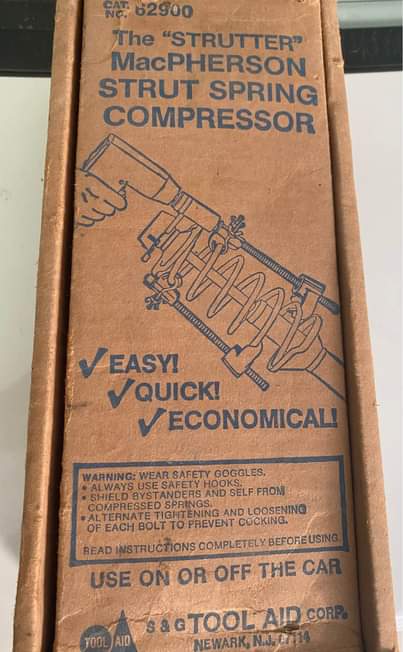 CAT.
NO. 62900
The “STRUTTER”
MacPHERSON
STRUT SPRING
COMPRESSOR
✓ EASY!
✓ QUICK!
✓ ECONOMICAL!
WARNING: WEAR SAFETY GOGGLES.
• ALWAYS USE SAFETY HOOKS.
• SHIELD BYSTANDERS AND SELF FROM
COMPRESSED SPRINGS.
• ALTERNATE TIGHTENING AND LOOSENING
OF EACH BOLT TO PREVENT COCKING.
READ INSTRUCTIONS COMPLETELY BEFORE USING.
USE ON OR OFF THE CAR
TOOL AID
S & G TOOL AID CORP.
NEWARK, N.J. 07114